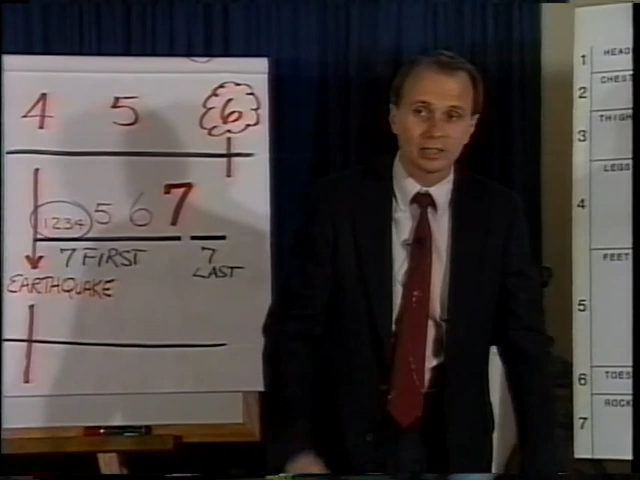 4 5 6
1234 5 6 7
7 FIRST 7 LAST
EARTHQUAKE
1 HEAD
2 CHEST
3 THIGH
4 LEGS
5 FEET
6 TOES
7 ROCK